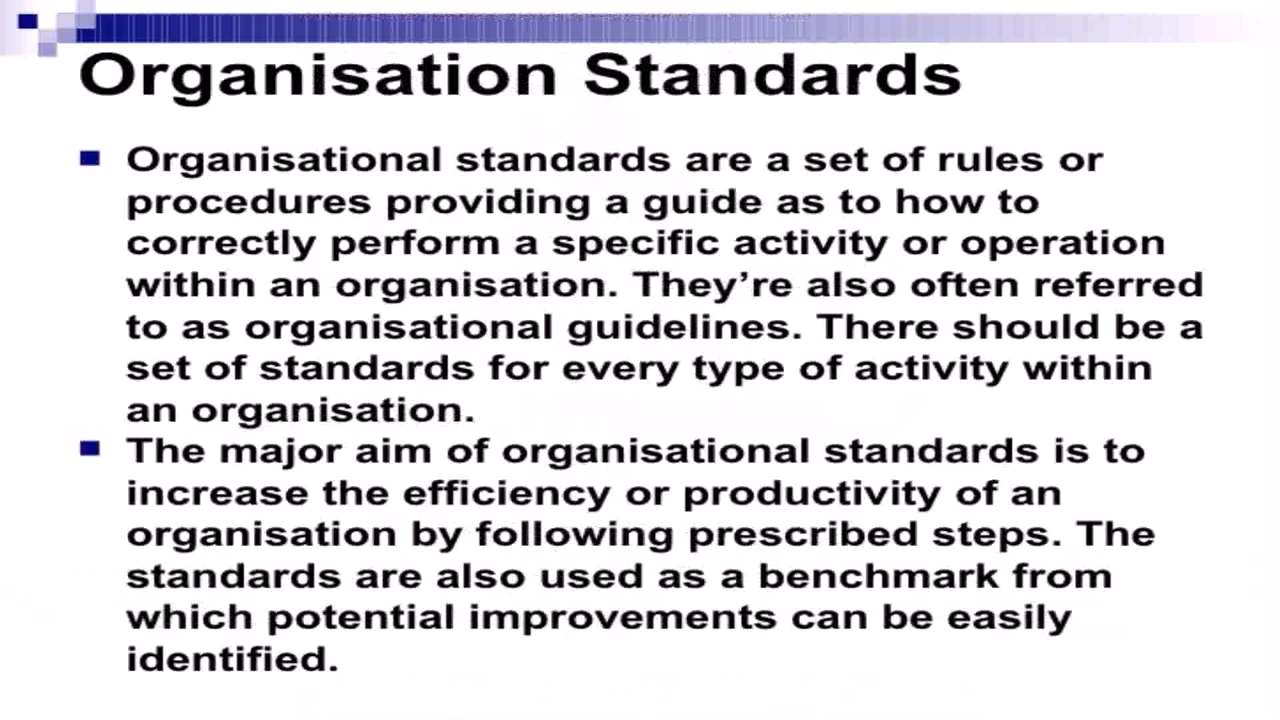 Organisation Standards
Organisational standards are a set of rules or
procedures providing a guide as to how to
correctly perform a specific activity or operation
within an organisation. They’re also often referred
to as organisational guidelines. There should be a
set of standards for every type of activity within
an organisation.
The major aim of organisational standards is to
increase the efficiency or productivity of an
organisation by following prescribed steps. The
standards are also used as a benchmark from
which potential improvements can be easily
identified.